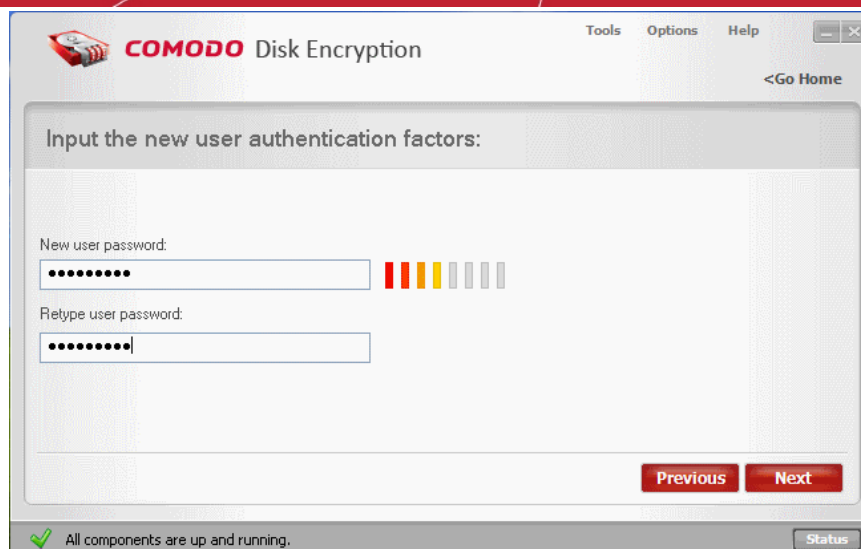 COMODO Disk Encryption
Tools Options Help
<Go Home
Input the new user authentication factors:
New user password:
●●●●●●●●●
Retype user password:
●●●●●●●●●
Previous Next
All components are up and running.
Status